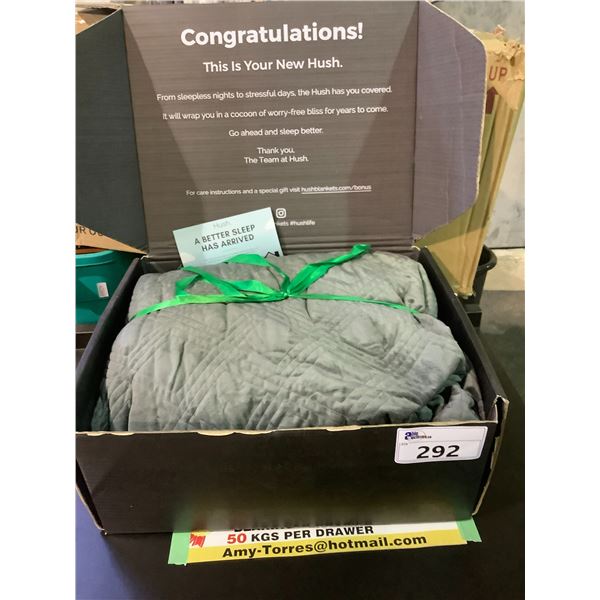 Congratulations!
This Is Your New Hush.
From sleepless nights to stressful days, the Hush has you covered.
It will wrap you in a cocoon of worry-free bliss for years to come.
Go ahead and sleep better.
Thank you,
The Team at Hush.
For care instructions and a special gift visit hushblankets.com/bonus
#hushlife
Hush.
A BETTER SLEEP
HAS ARRIVED
UP
292
50 KGS PER DRAWER
Amy-Torres@hotmail.com